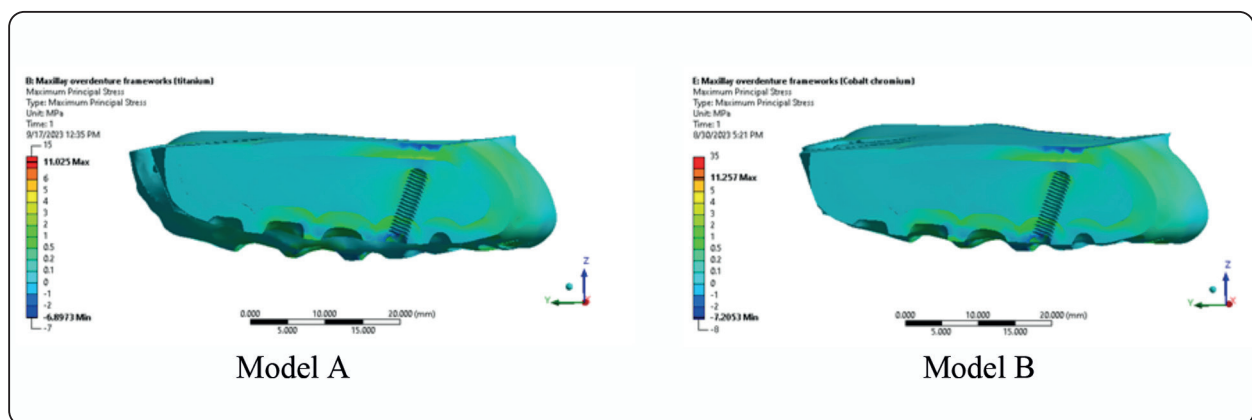 B: Maxillay overdenture frameworks (titanium)
Maximum Principal Stress
Type: Maximum Principal Stress
Unit: MPa
Time: 1
9/17/2023 12:35 PM
15
11.025 Max
6
5
4
3
2
1
0.5
0.2
0.1
0
-1
-2
-6.8973 Min
-7
0.000
10.000
20.000 (mm)
5.000
15.000
Z
Y
X
Model A
E: Maxillay overdenture frameworks (Cobalt chromium)
Maximum Principal Stress
Type: Maximum Principal Stress
Unit: MPa
Time: 1
8/30/2023 5:21 PM
35
11.257 Max
5
4
3
2
1
0.5
0.2
0.1
0
-1
-2
-7.2053 Min
-8
0.000
10.000
20.000 (mm)
5.000
15.000
Z
Y
X
Model B